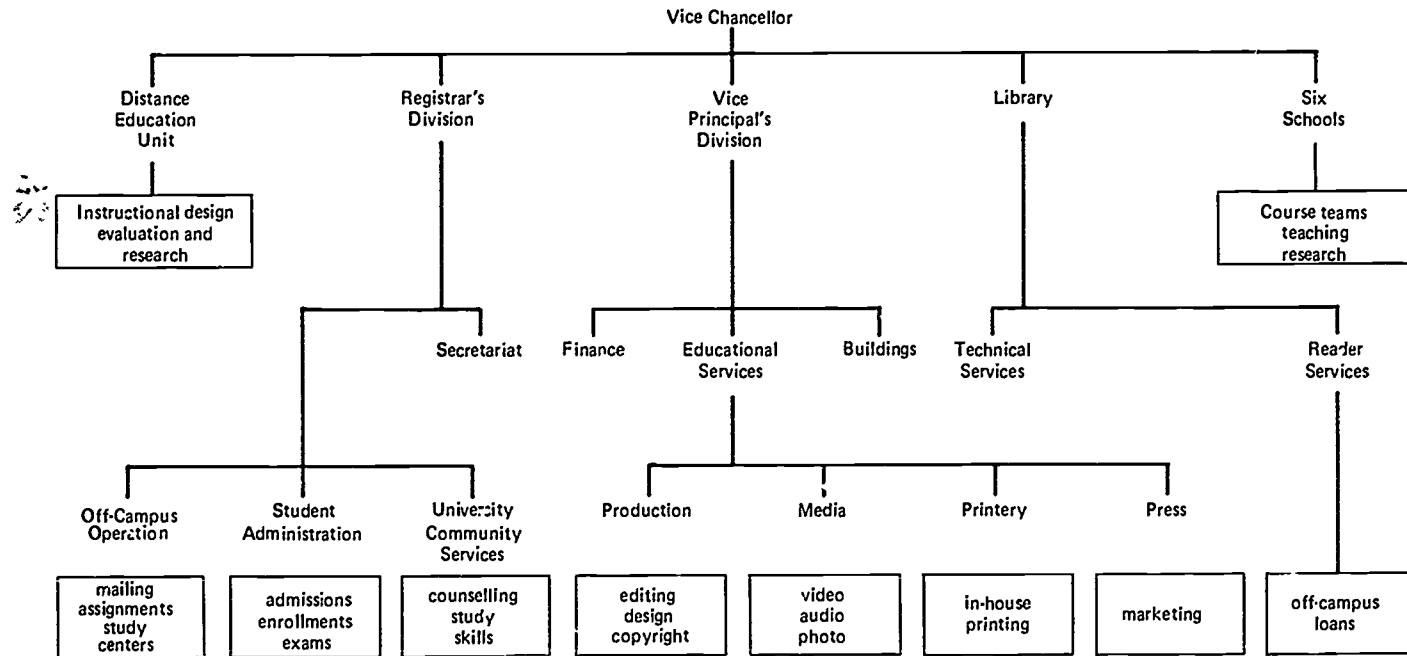 Vice Chancellor
Distance
Education
Unit
Registrar's
Division
Vice
Principal's
Division
Library
Six
Schools
Instructional design
evaluation and
research
Course teams
teaching
research
Secretariat
Finance
Educational
Services
Buildings
Technical
Services
Reader
Services
Off-Campus
Operation
Student
Administration
University
Community
Services
Production
Media
Printery
Press
mailing
assignments
study
centers
admissions
enrollments
exams
counselling
study
skills
editing
design
copyright
video
audio
photo
in-house
printing
marketing
off-campus
loans